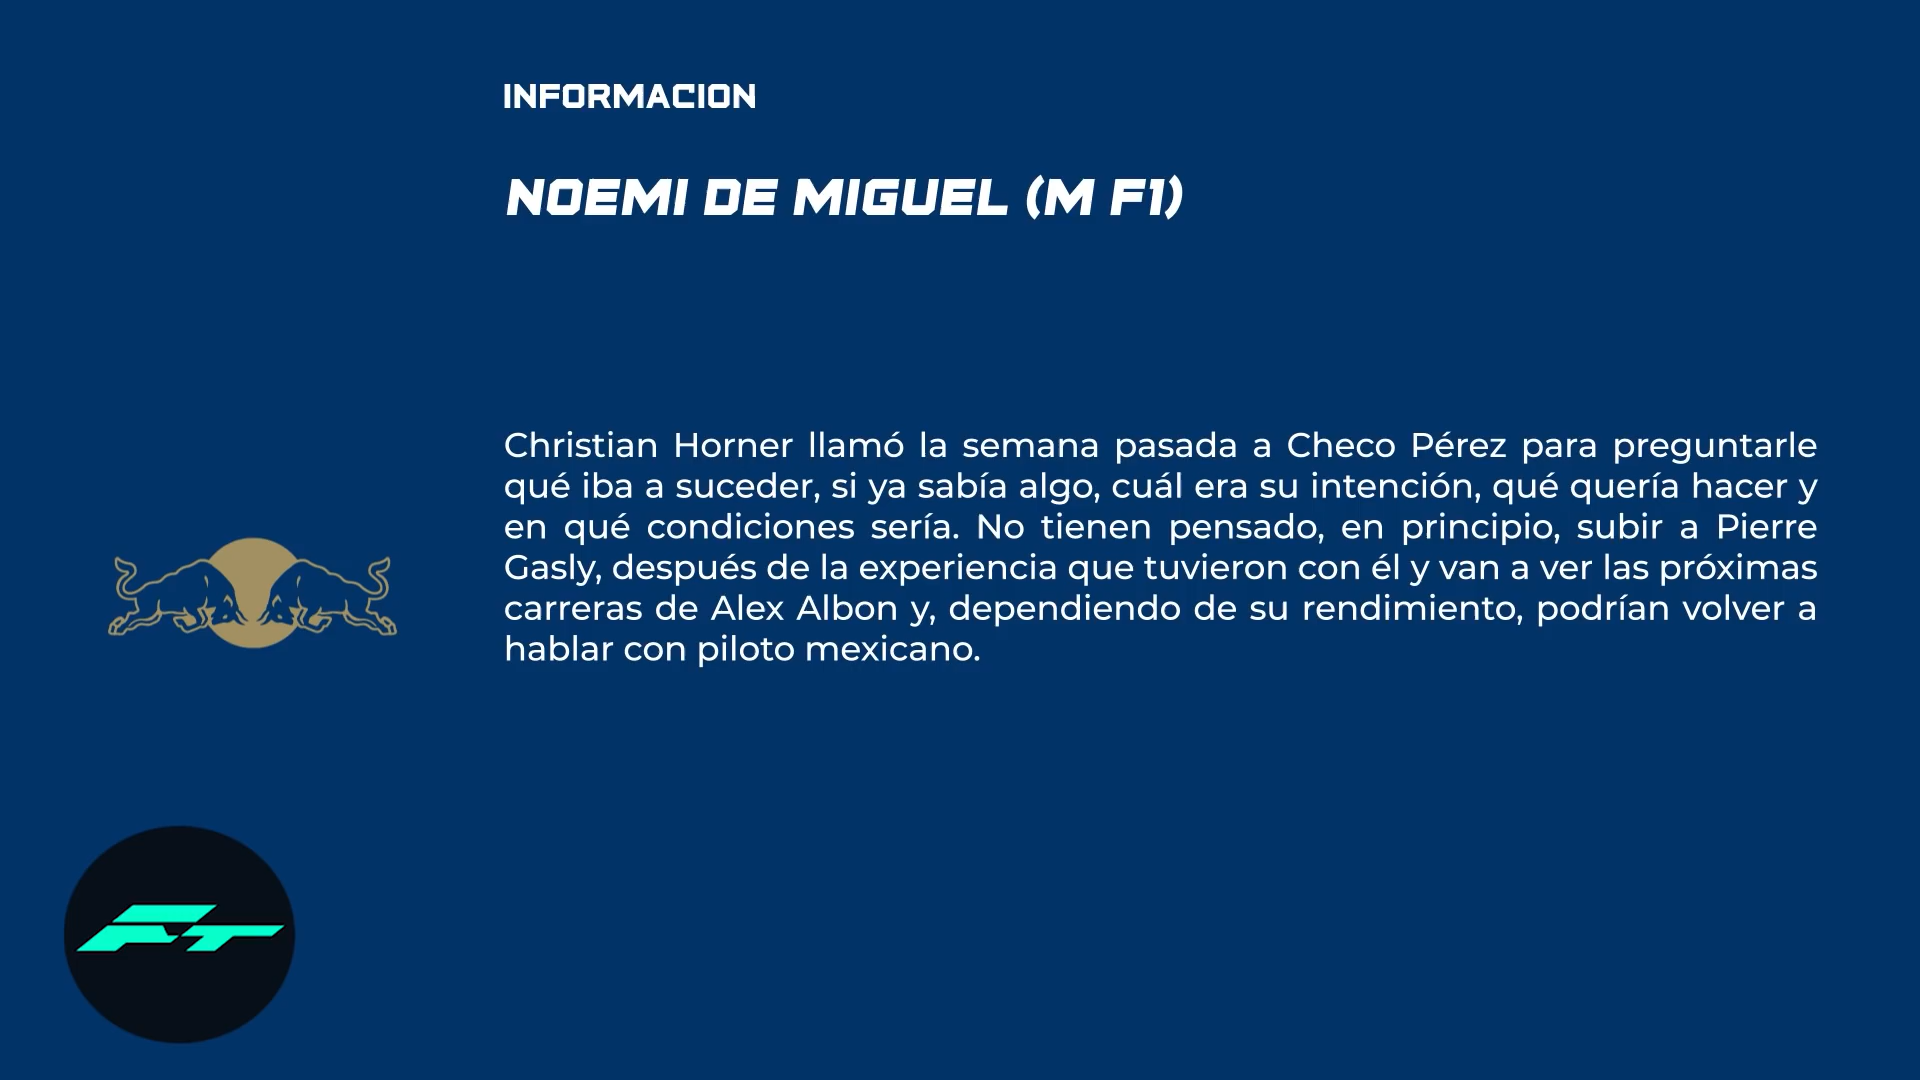 INFORMACION
NOEMI DE MIGUEL (M F1)
Christian Horner llamó la semana pasada a Checo Pérez para preguntarle
qué iba a suceder, si ya sabía algo, cuál era su intención, qué quería hacer y
en qué condiciones sería. No tienen pensado, en principio, subir a Pierre
Gasly, después de la experiencia que tuvieron con él y van a ver las próximas
carreras de Alex Albon y, dependiendo de su rendimiento, podrían volver a
hablar con piloto mexicano.
FT